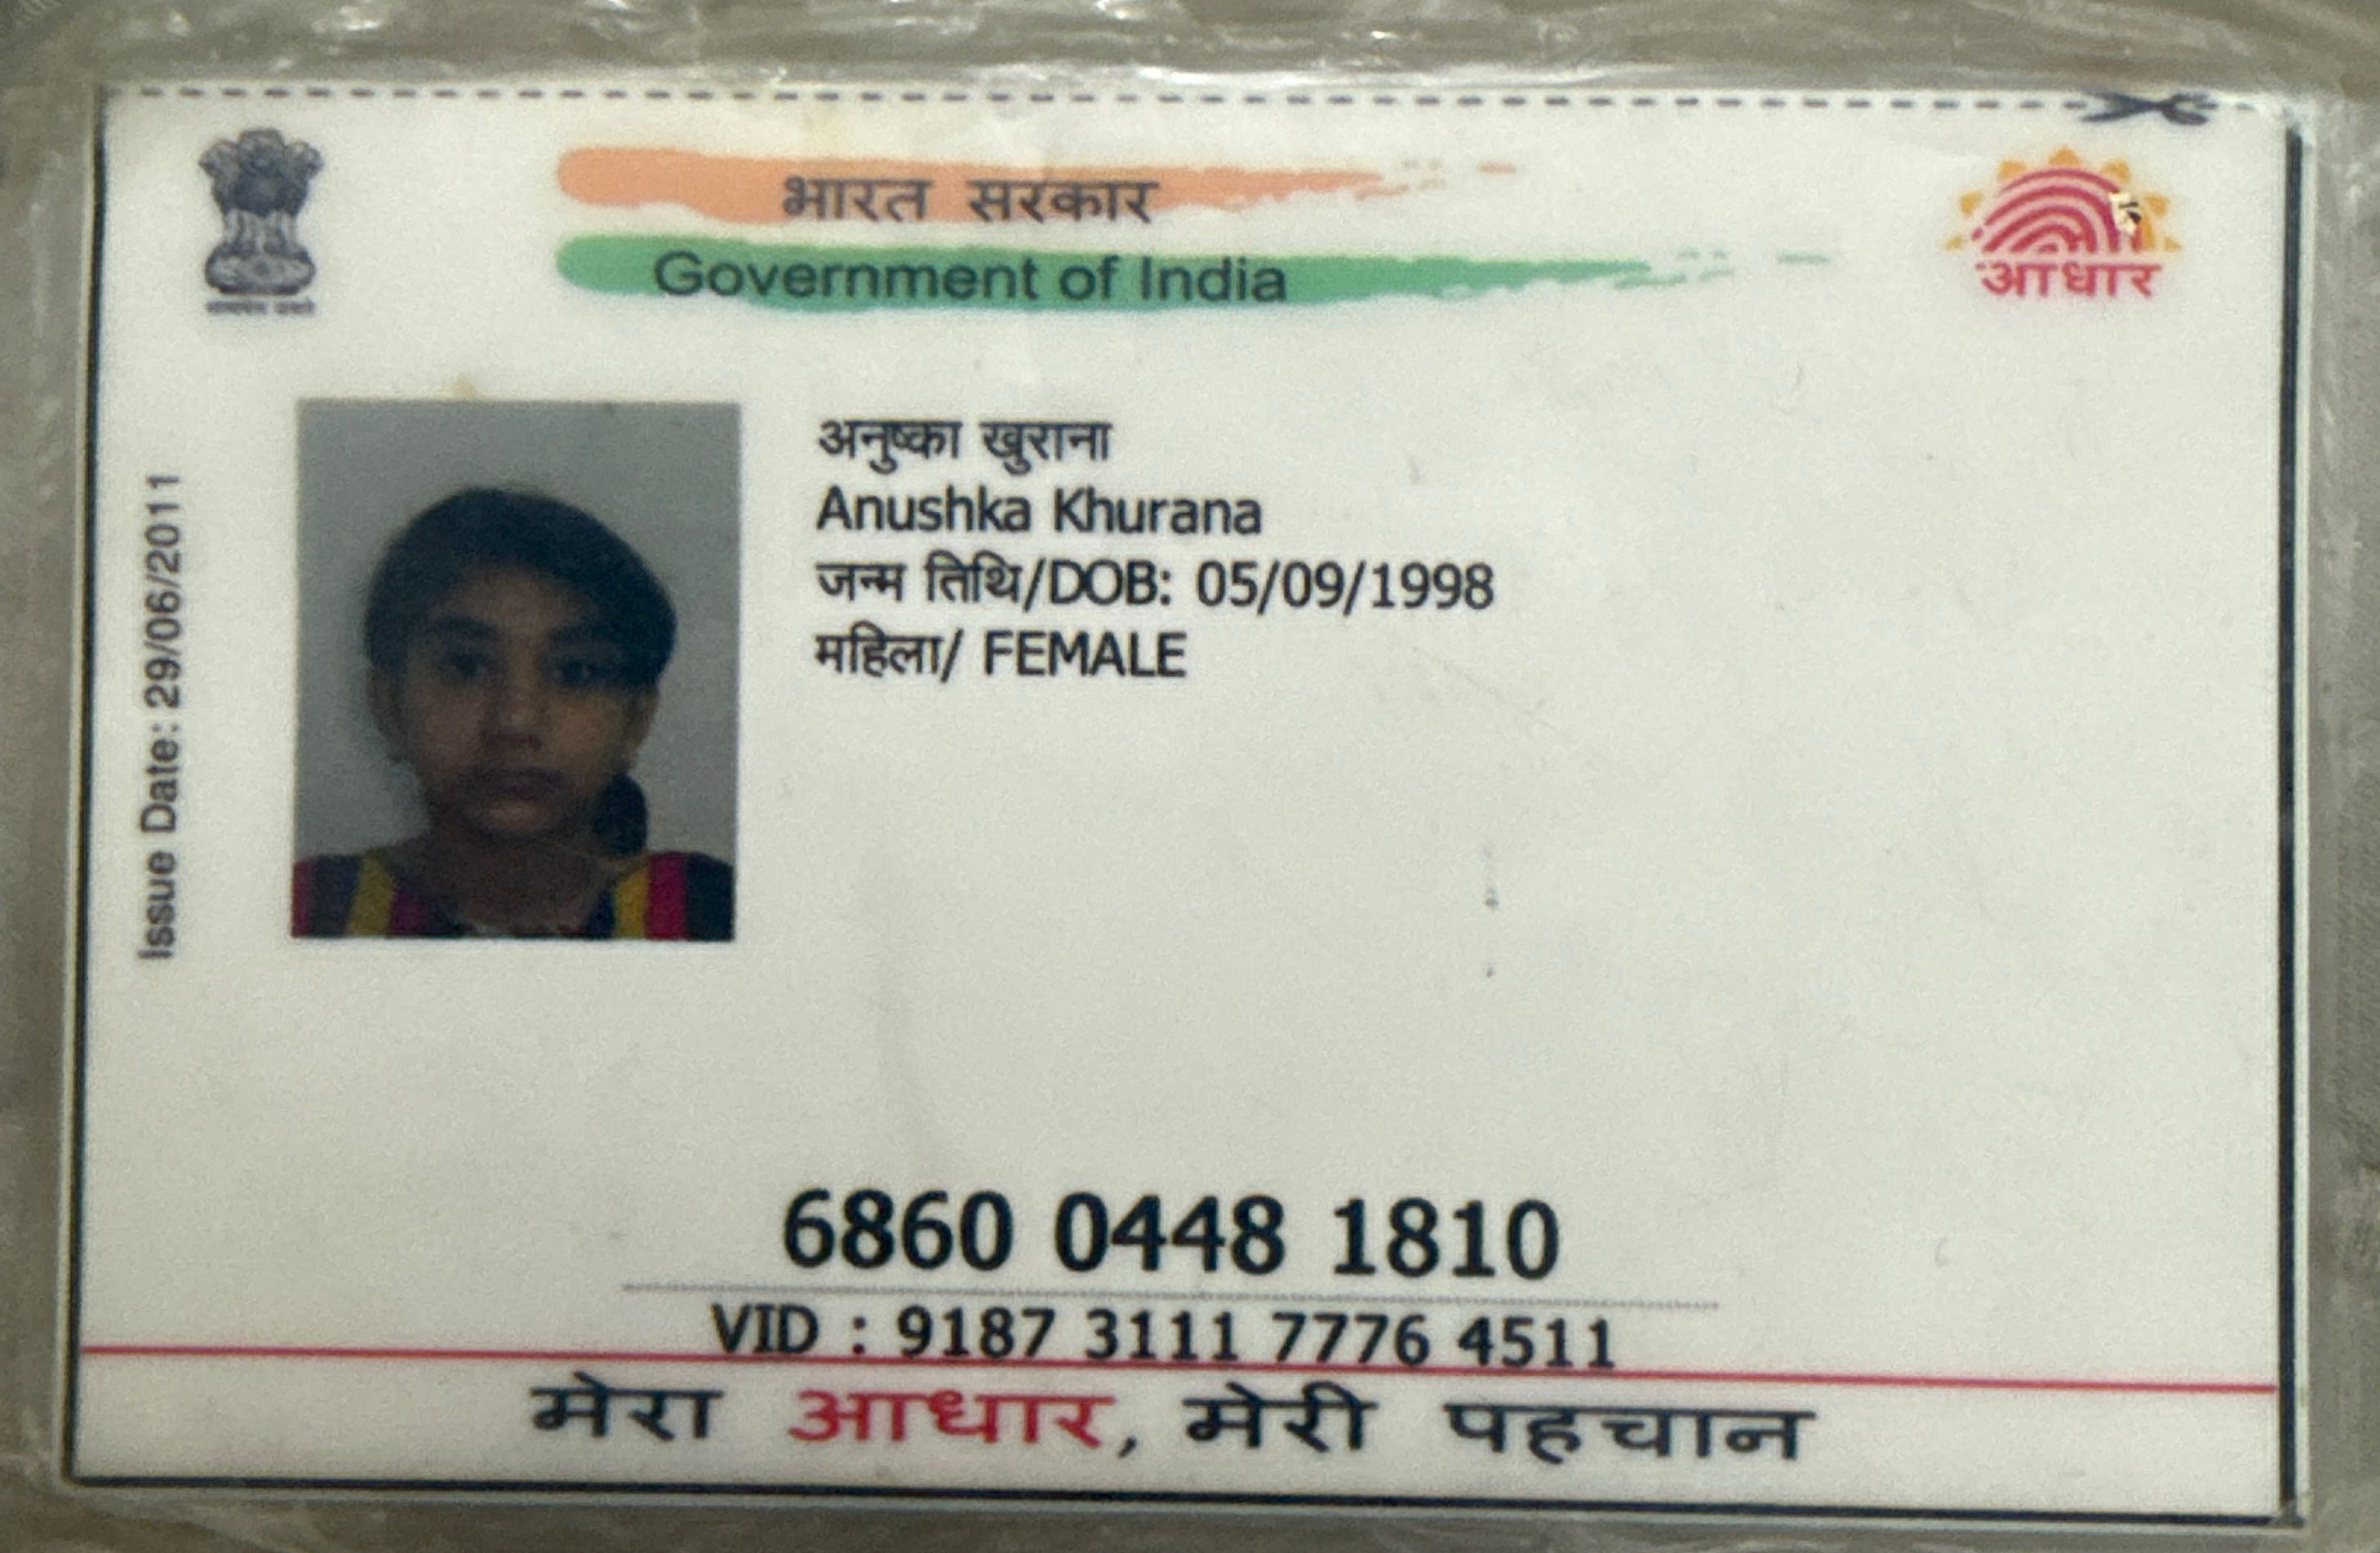 भारत सरकार
Government of India
आधार
Issue Date: 29/06/2011
अनुष्का खुराना
Anushka Khurana
जन्म तिथि/DOB: 05/09/1998
महिला/ FEMALE
6860 0448 1810
VID : 9187 3111 7776 4511
मेरा आधार, मेरी पहचान